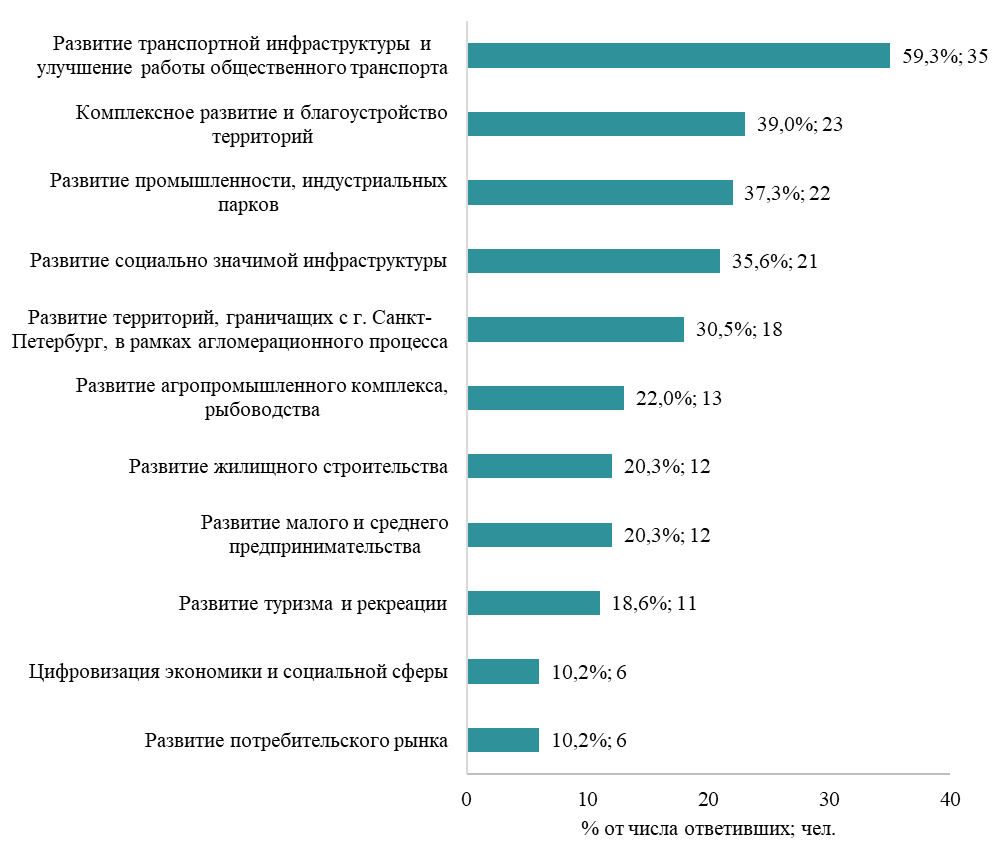 Развитие транспортной инфраструктуры и
улучшение работы общественного транспорта
59,3%; 35
Комплексное развитие и благоустройство
территорий
39,0%; 23
Развитие промышленности, индустриальных
парков
37,3%; 22
Развитие социально значимой инфраструктуры
35,6%; 21
Развитие территорий, граничащих с г. Санкт-
Петербург, в рамках агломерационного процесса
30,5%; 18
Развитие агропромышленного комплекса,
рыбоводства
22,0%; 13
Развитие жилищного строительства
20,3%; 12
Развитие малого и среднего
предпринимательства
20,3%; 12
Развитие туризма и рекреации
18,6%; 11
Цифровизация экономики и социальной сферы
10,2%; 6
Развитие потребительского рынка
10,2%; 6
0 10 20 30 40
% от числа ответивших; чел.